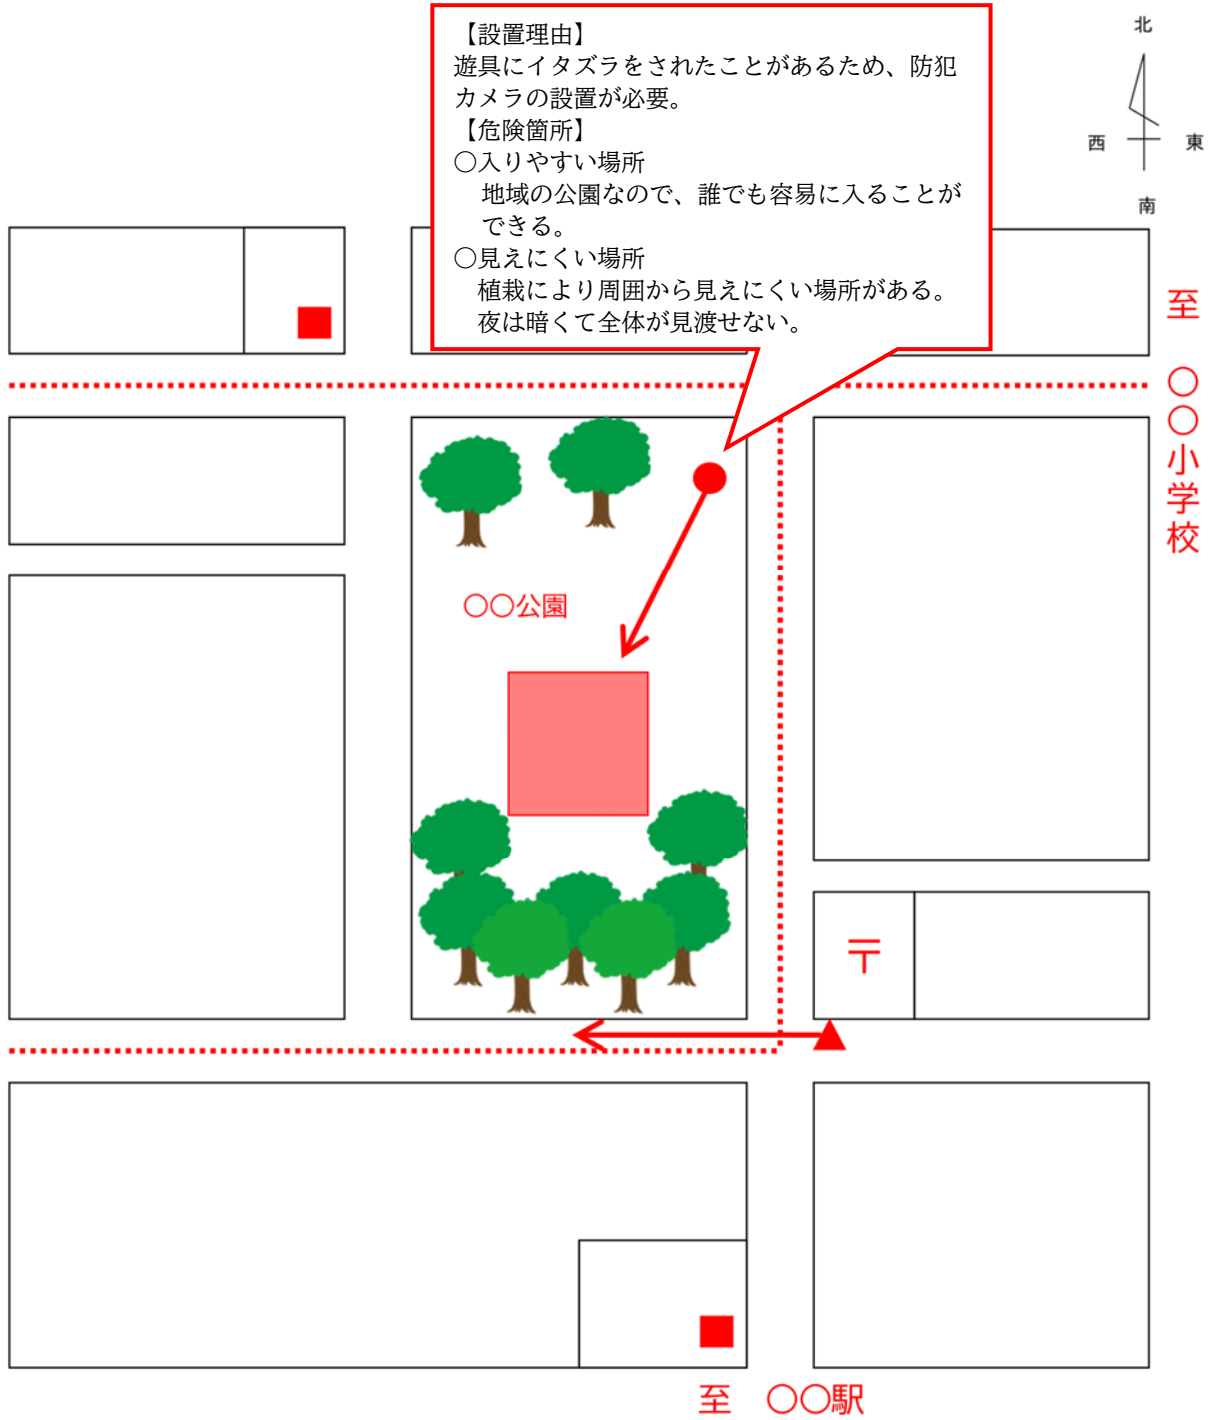 【設置理由】
遊具にイタズラをされたことがあるため、防犯
カメラの設置が必要。
【危険箇所】
○入りやすい場所
地域の公園なので、誰でも容易に入ることが
できる。
○見えにくい場所
植栽により周囲から見えにくい場所がある。
夜は暗くて全体が見渡せない。
北
西
東
南
至 ○○小学校
○○公園
〒
至 ○○駅